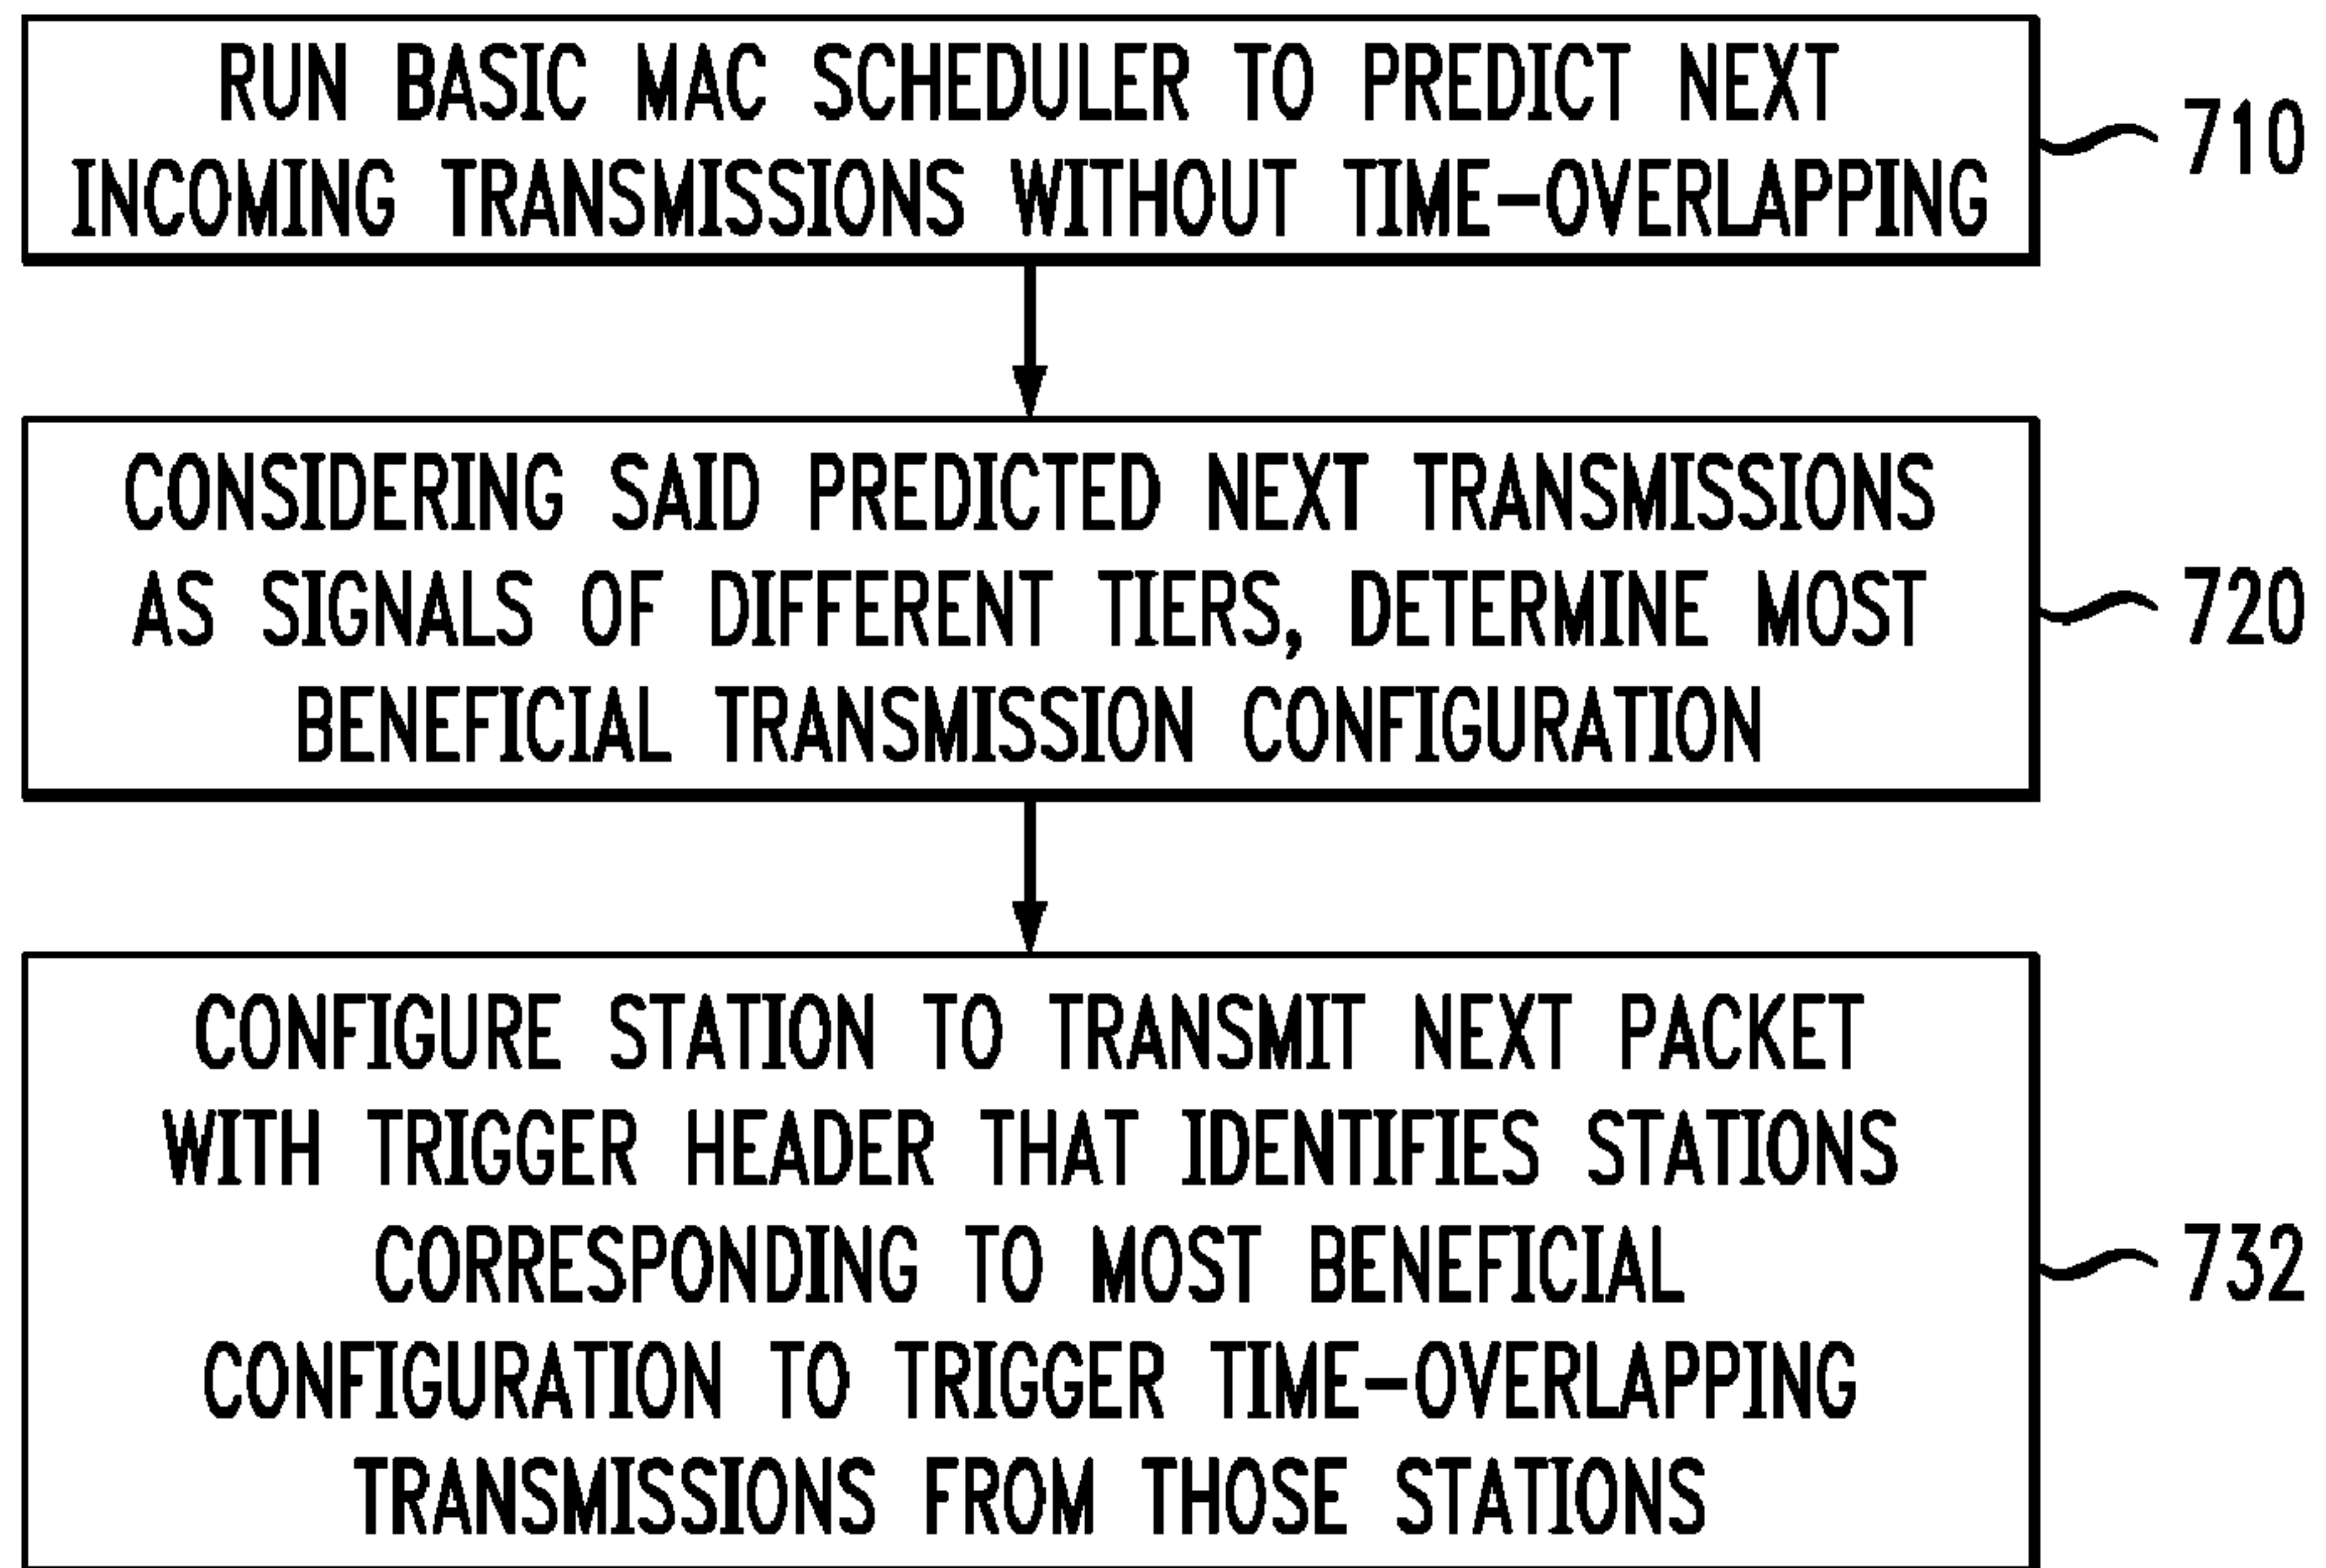 RUN BASIC MAC SCHEDULER TO PREDICT NEXT
INCOMING TRANSMISSIONS WITHOUT TIME-OVERLAPPING
710
CONSIDERING SAID PREDICTED NEXT TRANSMISSIONS
AS SIGNALS OF DIFFERENT TIERS, DETERMINE MOST
BENEFICIAL TRANSMISSION CONFIGURATION
720
CONFIGURE STATION TO TRANSMIT NEXT PACKET
WITH TRIGGER HEADER THAT IDENTIFIES STATIONS
CORRESPONDING TO MOST BENEFICIAL
CONFIGURATION TO TRIGGER TIME-OVERLAPPING
TRANSMISSIONS FROM THOSE STATIONS
732